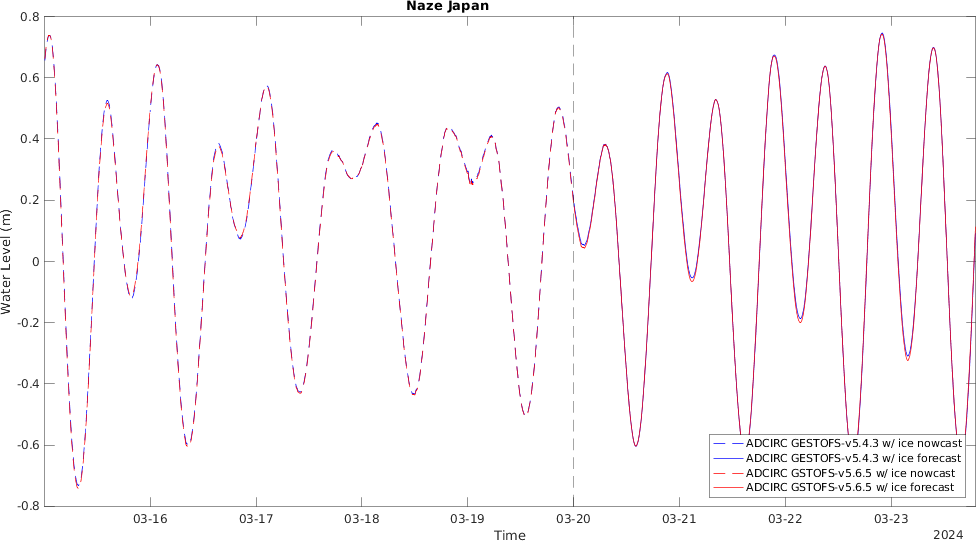 Naze Japan
0.8
0.6
0.4
0.2
0
-0.2
-0.4
-0.6
-0.8
Water Level (m)
03-16
03-17
03-18
03-19
03-20
03-21
03-22
03-23
Time
2024
ADCIRC GESTOFS-v5.4.3 w/ ice nowcast
ADCIRC GESTOFS-v5.4.3 w/ ice forecast
ADCIRC GSTOFS-v5.6.5 w/ ice nowcast
ADCIRC GSTOFS-v5.6.5 w/ ice forecast